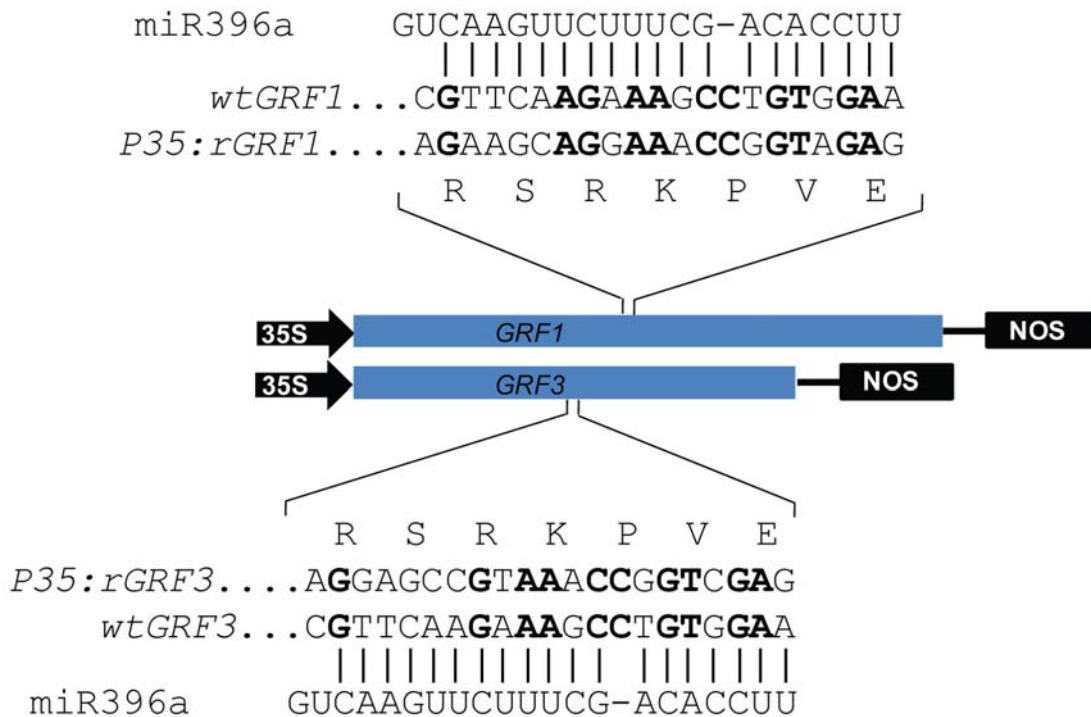 miR396a GUCAAGUUCUUUCG-ACACCUU
wtGRF1...CGTTCAAGAAAGCCTGTGGAA
P35:rGRF1....AGAAGCAGGAAACCGGTAGAG
R S R K P V E
35S GRF1 NOS
35S GRF3 NOS
R S R K P V E
P35:rGRF3....AGGAGCCGTAAACCGGTCGAG
wtGRF3...CGTTCAAGAAAGCCTGTGGAA
miR396a GUCAAGUUCUUUCG-ACACCUU